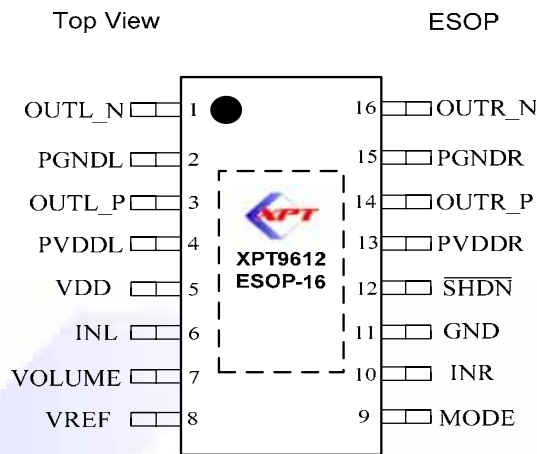 Top View ESOP
OUTL_N 1 16 OUTR_N
PGNDL 2 15 PGNDR
OUTL_P 3 14 OUTR_P
PVDDL 4 13 PVDDR
XPT
XPT9612
ESOP-16
VDD 5 12 SHDN
INL 6 11 GND
VOLUME 7 10 INR
VREF 8 9 MODE